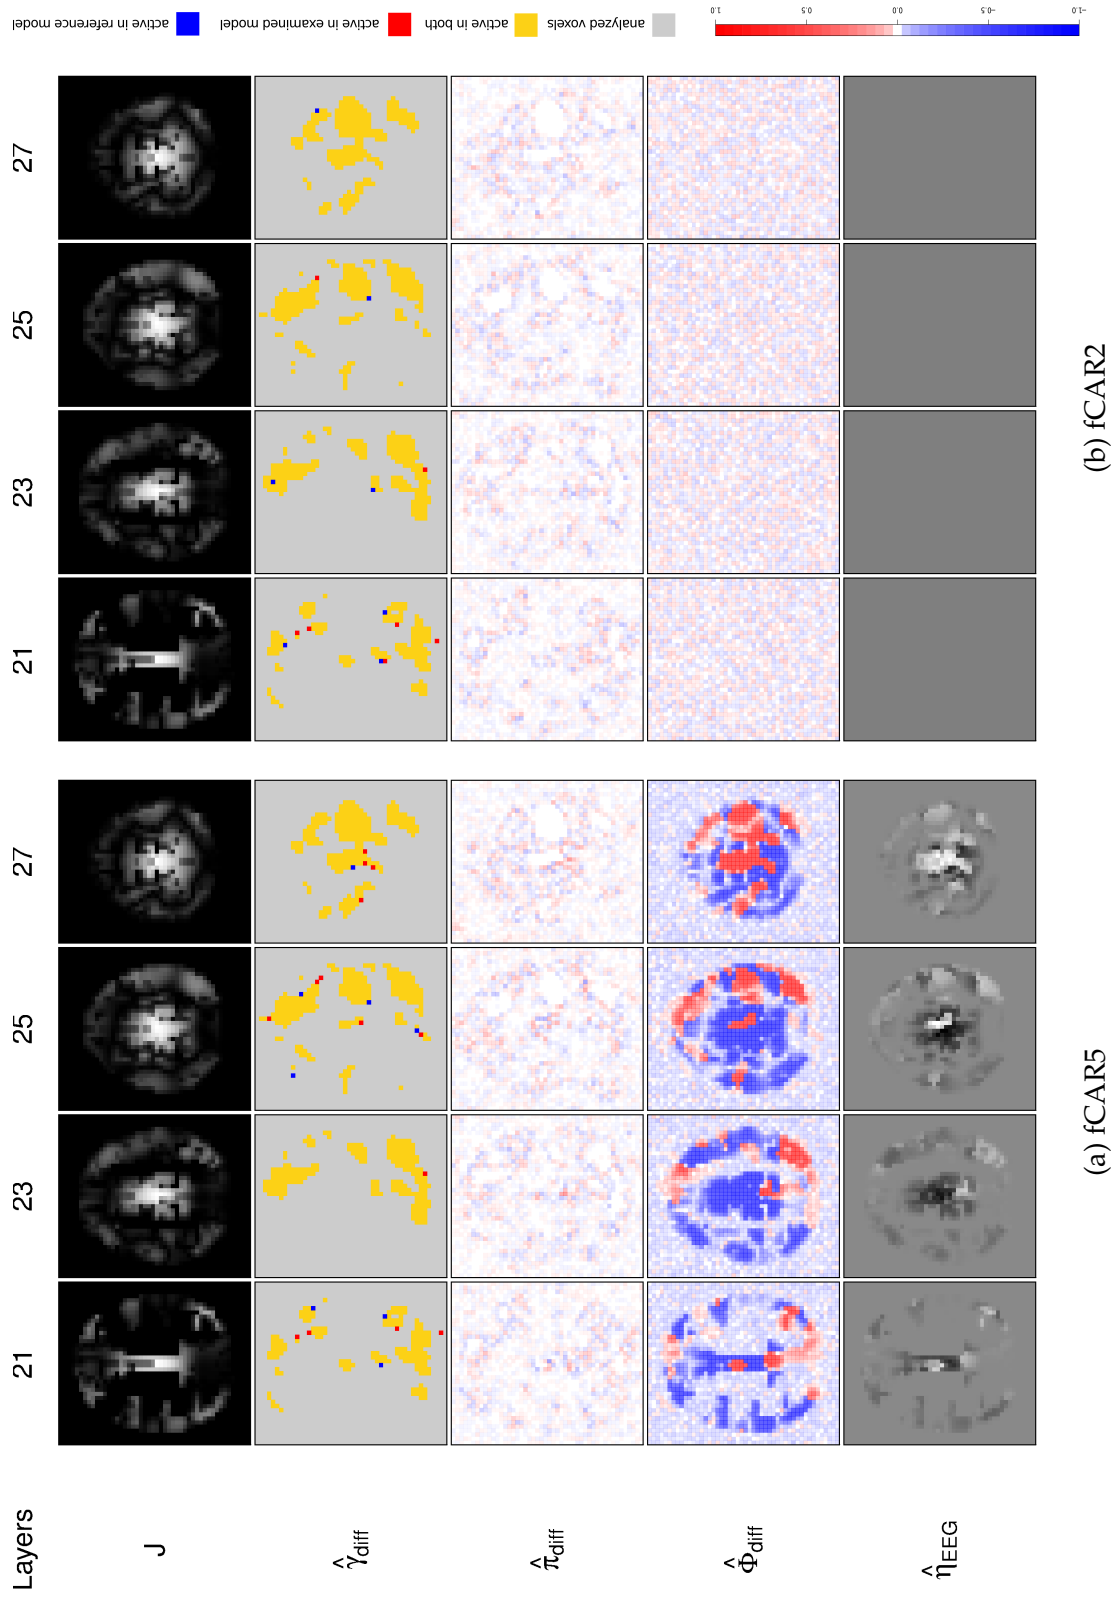 Layers 21 23 25 27 21 23 25 27
J
γ̂diff
π̂diff
Φ̂diff
η̂EEG
(a) fCAR5
(b) fCAR2
active in reference model
active in examined model
active in both
analyzed voxels
−1.0 −0.5 0.0 0.5 1.0